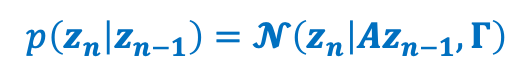 p(zₙ|zₙ₋₁) = 𝒩(zₙ|Azₙ₋₁, Γ)